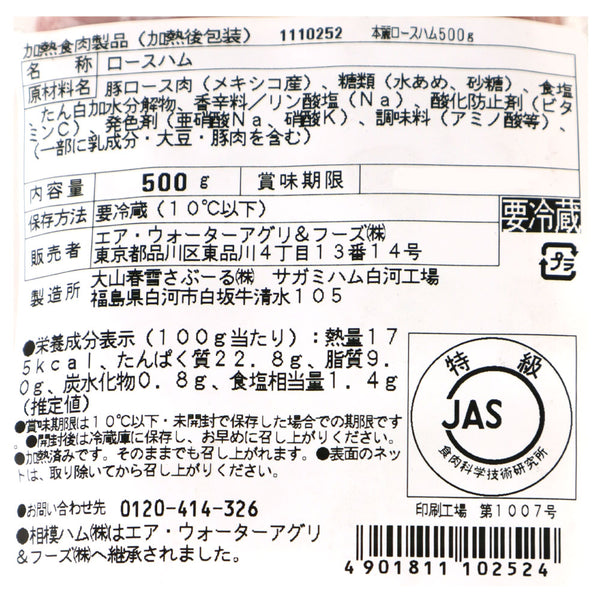 加熱食肉製品（加熱後包装） 1110252 本麗ロースハム500g
名 称 ロースハム
原材料名 豚ロース肉（メキシコ産）、糖類（水あめ、砂糖）、食塩
、たん白加水分解物、香辛料／リン酸塩（Na）、酸化防止剤（ビタ
ミンC）、発色剤（亜硝酸Na、硝酸K）、調味料（アミノ酸等）、
（一部に乳成分・大豆・豚肉を含む）
内容量 500g 賞味期限
保存方法 要冷蔵（10℃以下） 要冷蔵
販売者 エア・ウォーターアグリ＆フーズ㈱
東京都品川区東品川4丁目13番14号
プラ
製造所 大山春雪さぶーる㈱ サガミハム白河工場
福島県白河市白坂牛清水105
●栄養成分表示（100g当たり）：熱量17
5kcal、たんぱく質22．8g、脂質9．
0g、炭水化物0．8g、食塩相当量1．4g
（推定値）
●賞味期限は10℃以下・未開封で保存した場合での期限です
。●開封後は冷蔵庫に保存し、お早めに召し上がりください。
●加熱済みです。そのままでも召し上がれます。●表面のネッ
トは、取り除いてから召し上がりください。
特級
JAS
食肉科学技術研究所
●お問い合わせ先 0120-414-326
印刷工場 第1007号
●相模ハム㈱はエア・ウォーターアグリ
＆フーズ㈱へ継承されました。
4901811102524